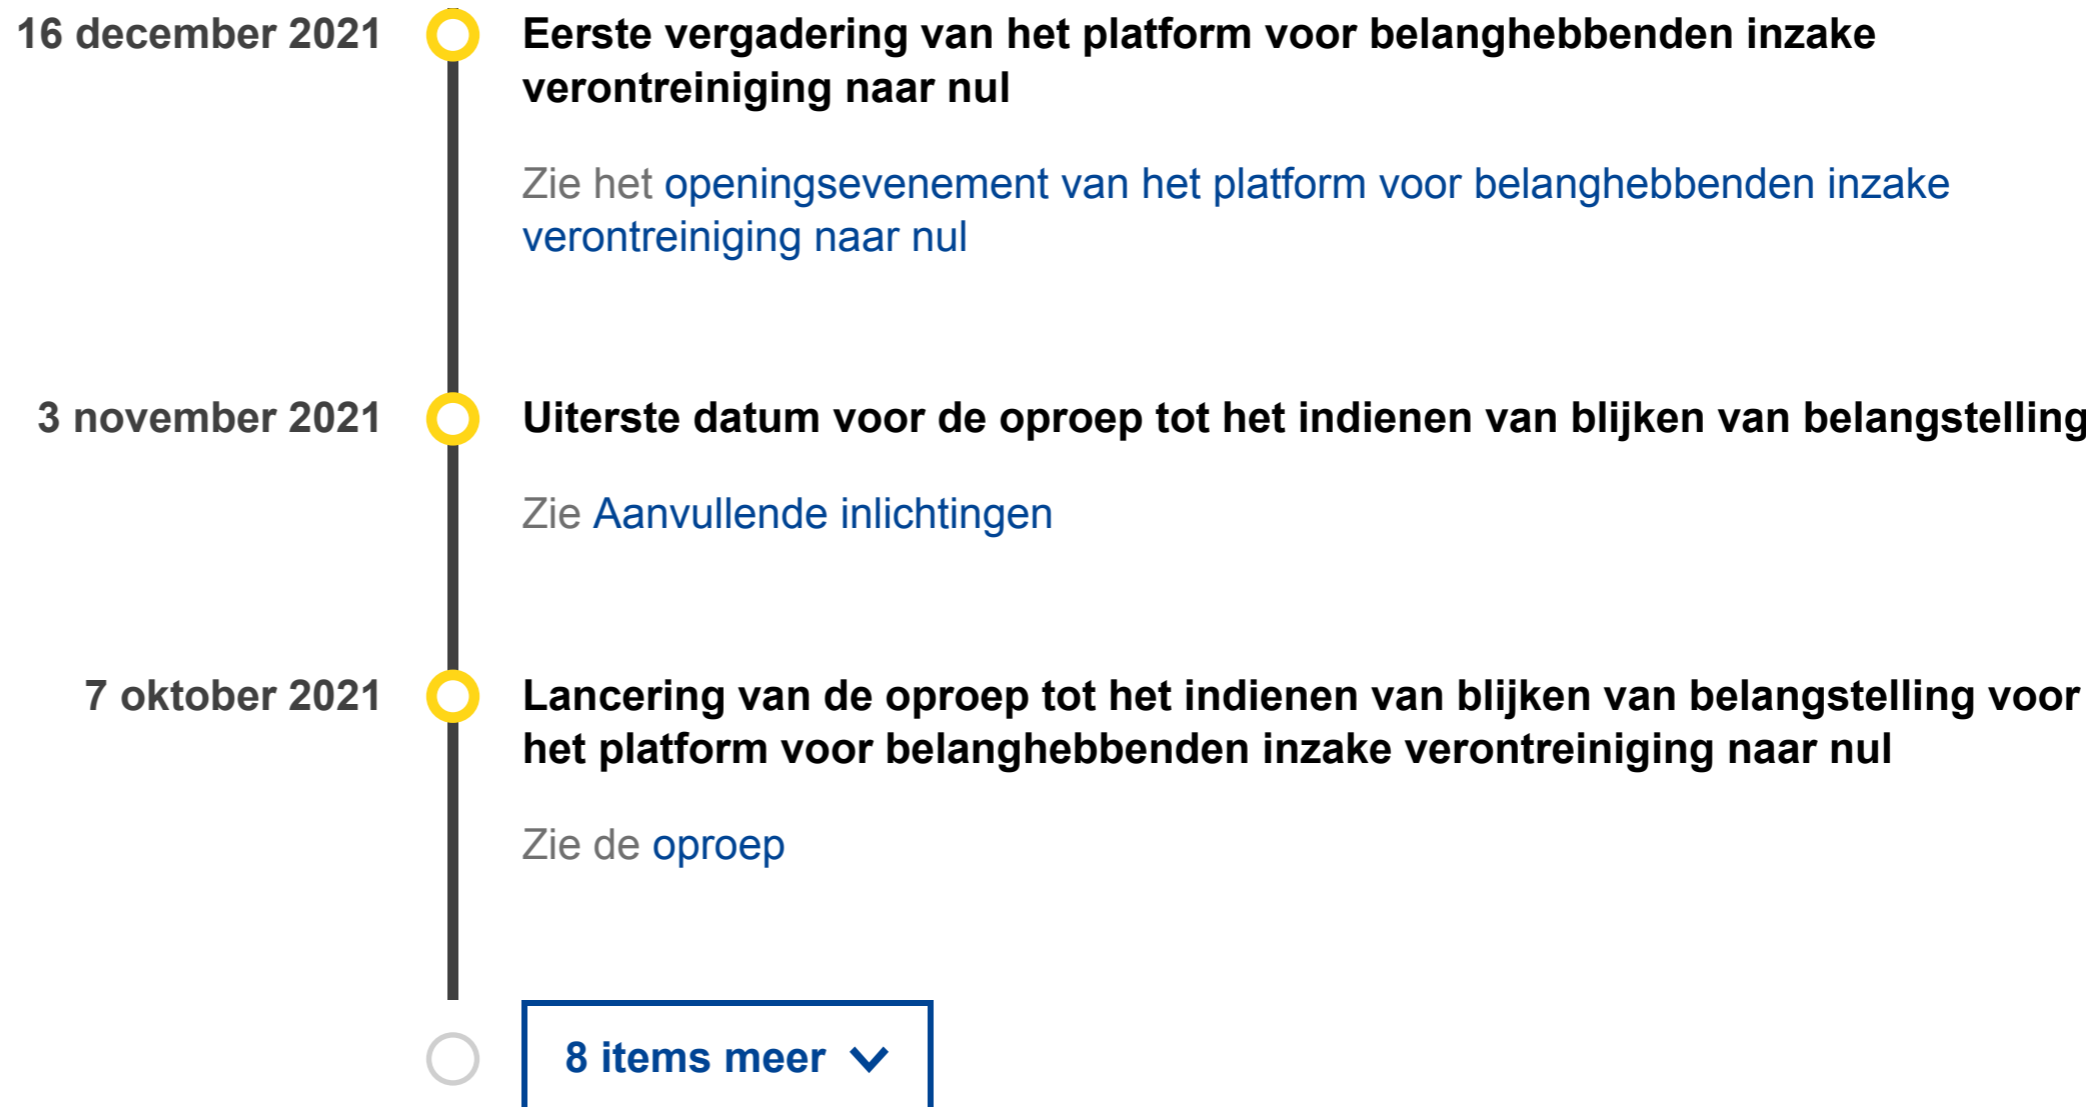 16 december 2021
Eerste vergadering van het platform voor belanghebbenden inzake
verontreiniging naar nul
Zie het openingsevenement van het platform voor belanghebbenden inzake
verontreiniging naar nul
3 november 2021
Uiterste datum voor de oproep tot het indienen van blijken van belangstelling
Zie Aanvullende inlichtingen
7 oktober 2021
Lancering van de oproep tot het indienen van blijken van belangstelling voor
het platform voor belanghebbenden inzake verontreiniging naar nul
Zie de oproep
8 items meer